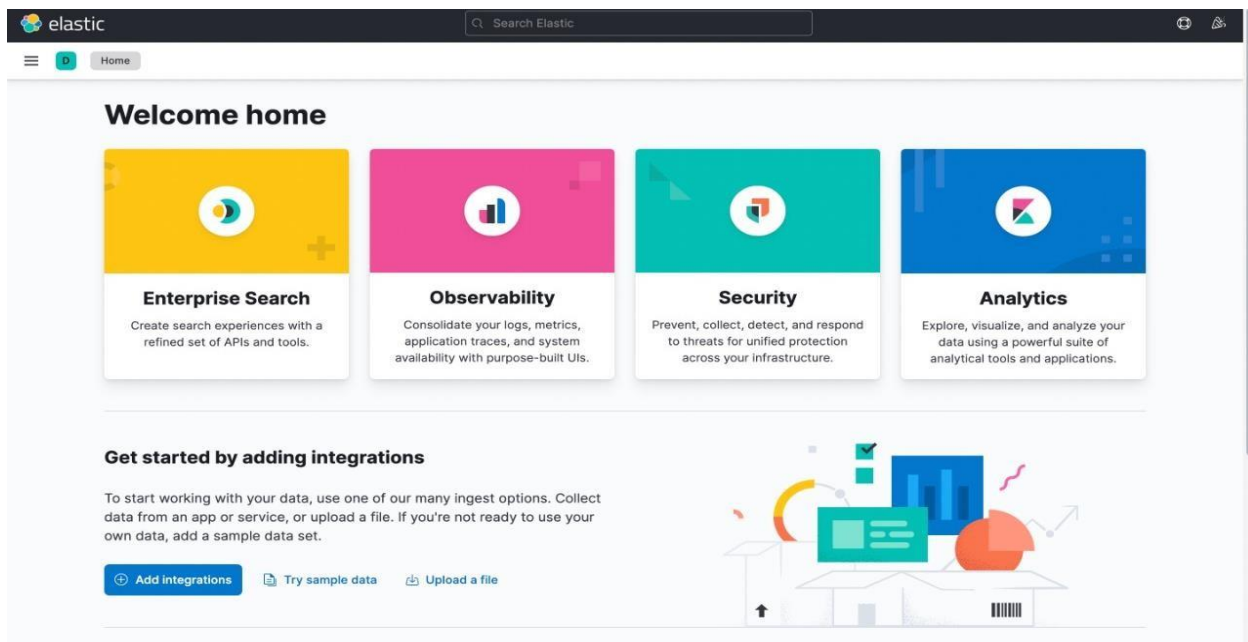 elastic
Search Elastic
D
Home
Welcome home
Enterprise Search
Create search experiences with a
refined set of APIs and tools.
Observability
Consolidate your logs, metrics,
application traces, and system
availability with purpose-built UIs.
Security
Prevent, collect, detect, and respond
to threats for unified protection
across your infrastructure.
Analytics
Explore, visualize, and analyze your
data using a powerful suite of
analytical tools and applications.
Get started by adding integrations
To start working with your data, use one of our many ingest options. Collect
data from an app or service, or upload a file. If you're not ready to use your
own data, add a sample data set.
Add integrations
Try sample data
Upload a file